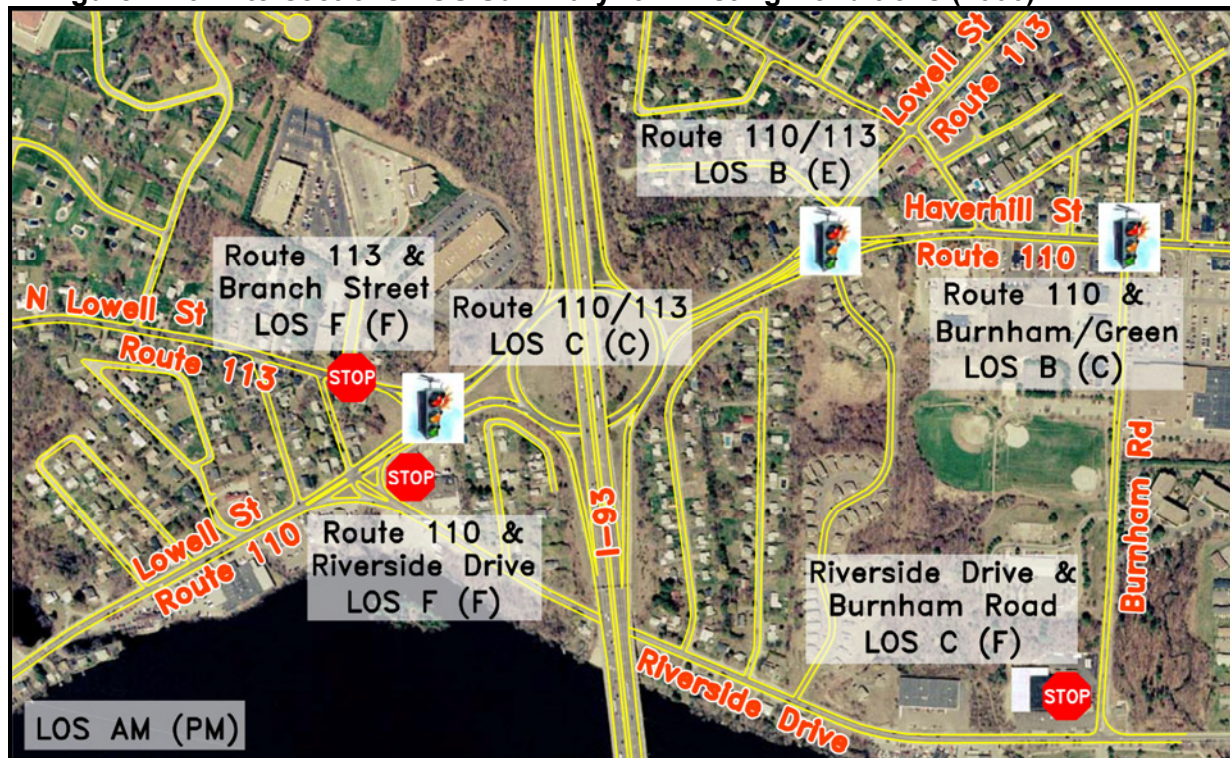 Lowell St
Route 113
Route 110/113
LOS B (E)
Haverhill St
Route 110
Route 113 &
Branch Street
LOS F (F)
N Lowell St
Route 113
Route 110/113
LOS C (C)
Route 110 &
Burnham/Green
LOS B (C)
STOP
STOP
Lowell St
Route 110
Route 110 &
Riverside Drive
LOS F (F)
I-93
Burnham Rd
Riverside Drive &
Burnham Road
LOS C (F)
STOP
Riverside Drive
LOS AM (PM)